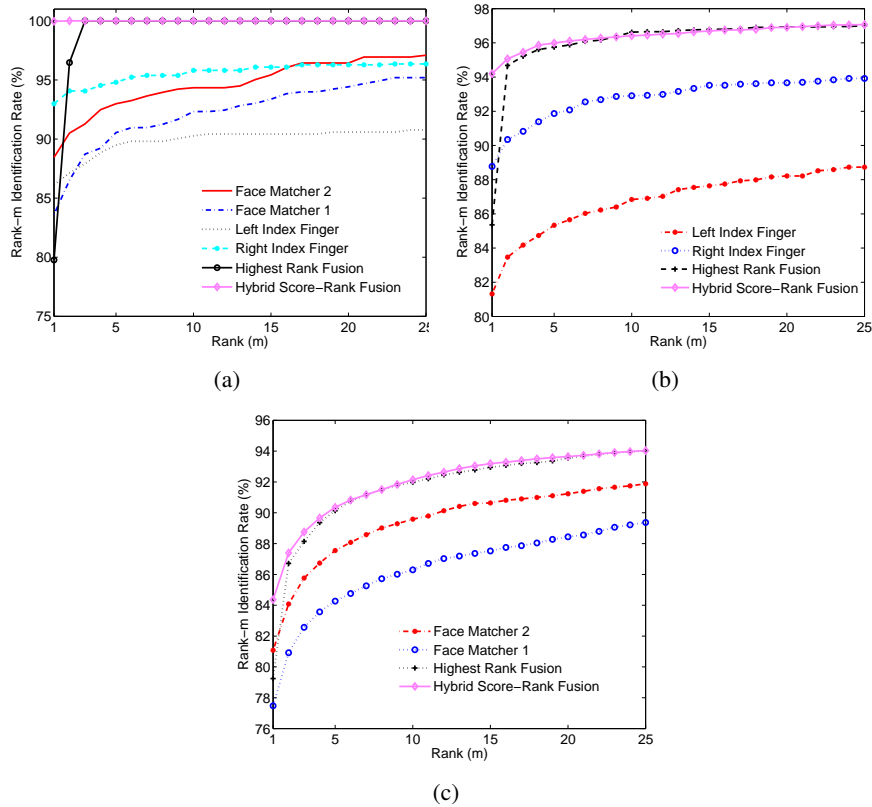 Rank−m Identification Rate (%)
100
95
90
85
80
75
1
5
10
15
20
25
Rank (m)
Face Matcher 2
Face Matcher 1
Left Index Finger
Right Index Finger
Highest Rank Fusion
Hybrid Score−Rank Fusion
(a)
Rank−m Identification Rate (%)
98
96
94
92
90
88
86
84
82
80
1
5
10
15
20
25
Rank (m)
Left Index Finger
Right Index Finger
Highest Rank Fusion
Hybrid Score−Rank Fusion
(b)
Rank−m Identification Rate (%)
96
94
92
90
88
86
84
82
80
78
76
1
5
10
15
20
25
Rank (m)
Face Matcher 2
Face Matcher 1
Highest Rank Fusion
Hybrid Score−Rank Fusion
(c)